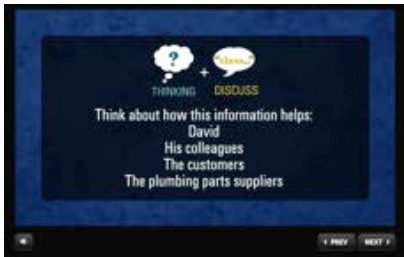 ?
"class..."
+
THINKING DISCUSS
Think about how this information helps:
David
His colleagues
The customers
The plumbing parts suppliers
PREV NEXT